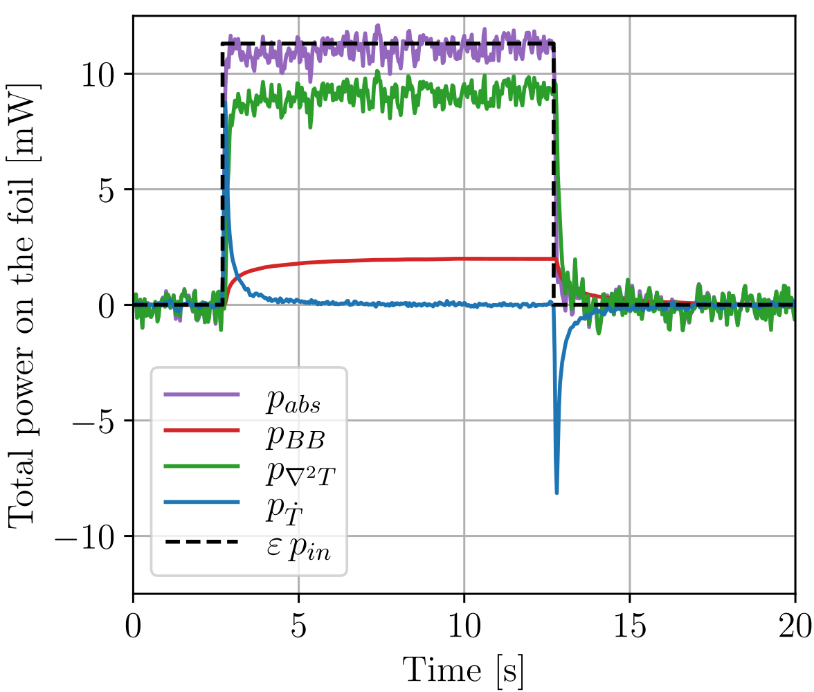 Total power on the foil [mW]
10
5
0
−5
−10
p_{abs}
p_{BB}
p_{∇²T}
p_{Ṫ}
ε p_{in}
0 5 10 15 20
Time [s]